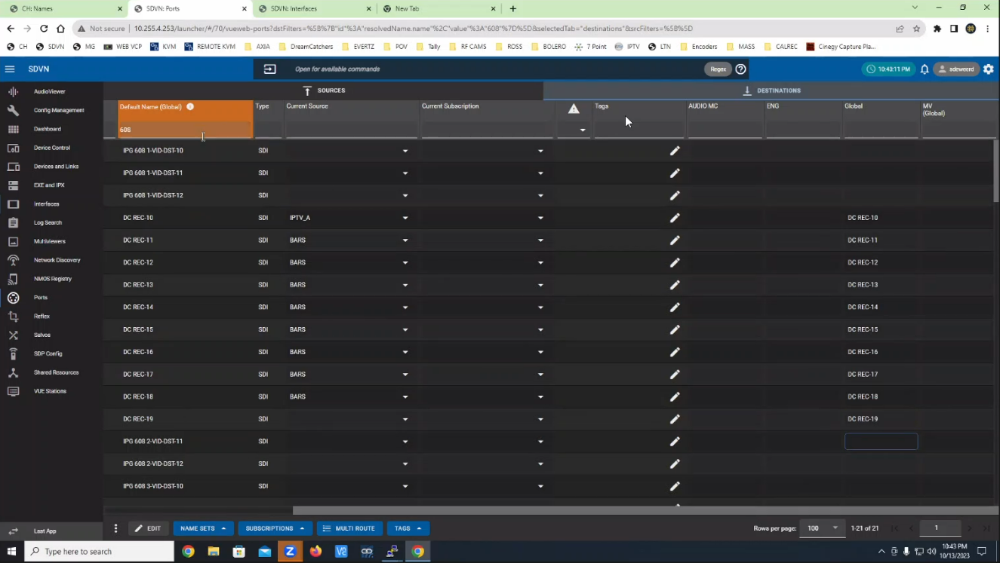 CH: Names
SDVN: Ports
SDVN: Interfaces
New Tab
Not secure
10.255.4.253/launcher/#/70/vueweb-ports?dstFilters=%5B%7B"id"%3A"resolvedName.name"%2C"value"%3A"608"%7D%5D&selectedTab="destinations"&srcFilters=%5B%5D
CH SDVN MG WEB VCP KVM REMOTE KVM AXIA DreamCatchers EVERTZ POV Tally RF CAMS ROSS BOLERO 7 Point IPTV LTN Encoders MASS CALREC Cinegy Capture Pla...
SDVN
Open for available commands
Regex
10:43:11 PM
sdeweerd
AudioViewer
Config Management
Dashboard
Device Control
Devices and Links
EXE and IPX
Interfaces
Log Search
Multiviewers
Network Discovery
NMOS Registry
Ports
Reflex
Salvos
SDP Config
Shared Resources
VUE Stations
Last App
SOURCES
DESTINATIONS
Default Name (Global) Type Current Source Current Subscription Tags AUDIO MC ENG Global MV
(Global)
608
IPG 608 1-VID-DST-10 SDI
IPG 608 1-VID-DST-11 SDI
IPG 608 1-VID-DST-12 SDI
DC REC-10 SDI IPTV_A DC REC-10
DC REC-11 SDI BARS DC REC-11
DC REC-12 SDI BARS DC REC-12
DC REC-13 SDI BARS DC REC-13
DC REC-14 SDI BARS DC REC-14
DC REC-15 SDI BARS DC REC-15
DC REC-16 SDI BARS DC REC-16
DC REC-17 SDI BARS DC REC-17
DC REC-18 SDI BARS DC REC-18
DC REC-19 SDI DC REC-19
IPG 608 2-VID-DST-11 SDI
IPG 608 2-VID-DST-12 SDI
IPG 608 3-VID-DST-10 SDI
EDIT
NAME SETS
SUBSCRIPTIONS
MULTI ROUTE
TAGS
Rows per page: 100 1-21 of 21 1
Type here to search
10:43 PM
10/13/2023